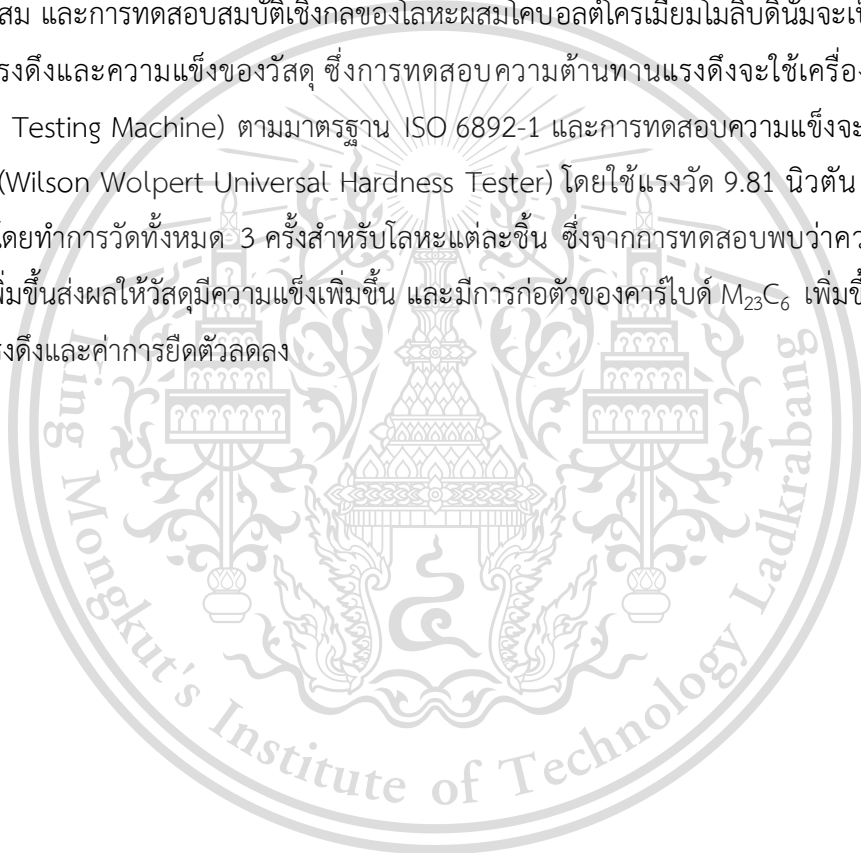 สม และการทดสอบสมบัติเชิงกลของโลหะผสมโคบอลต์โครเมียมโมลิบดีนัมจะเ
รงดึงและความแข็งของวัสดุ ซึ่งการทดสอบความต้านทานแรงดึงจะใช้เครื่อง
Testing Machine) ตามมาตรฐาน ISO 6892-1 และการทดสอบความแข็งจะ
(Wilson Wolpert Universal Hardness Tester) โดยใช้แรงวัด 9.81 นิวตัน
โดยทำการวัดทั้งหมด 3 ครั้งสำหรับโลหะแต่ละชิ้น ซึ่งจากการทดสอบพบว่าคว
พิ่มขึ้นส่งผลให้วัสดุมีความแข็งเพิ่มขึ้น และมีการก่อตัวของคาร์ไบด์ M₂₃C₆ เพิ่มขึ้
รงดึงและค่าการยืดตัวลดลง
King Mongkut's Institute of Technology Ladkrabang